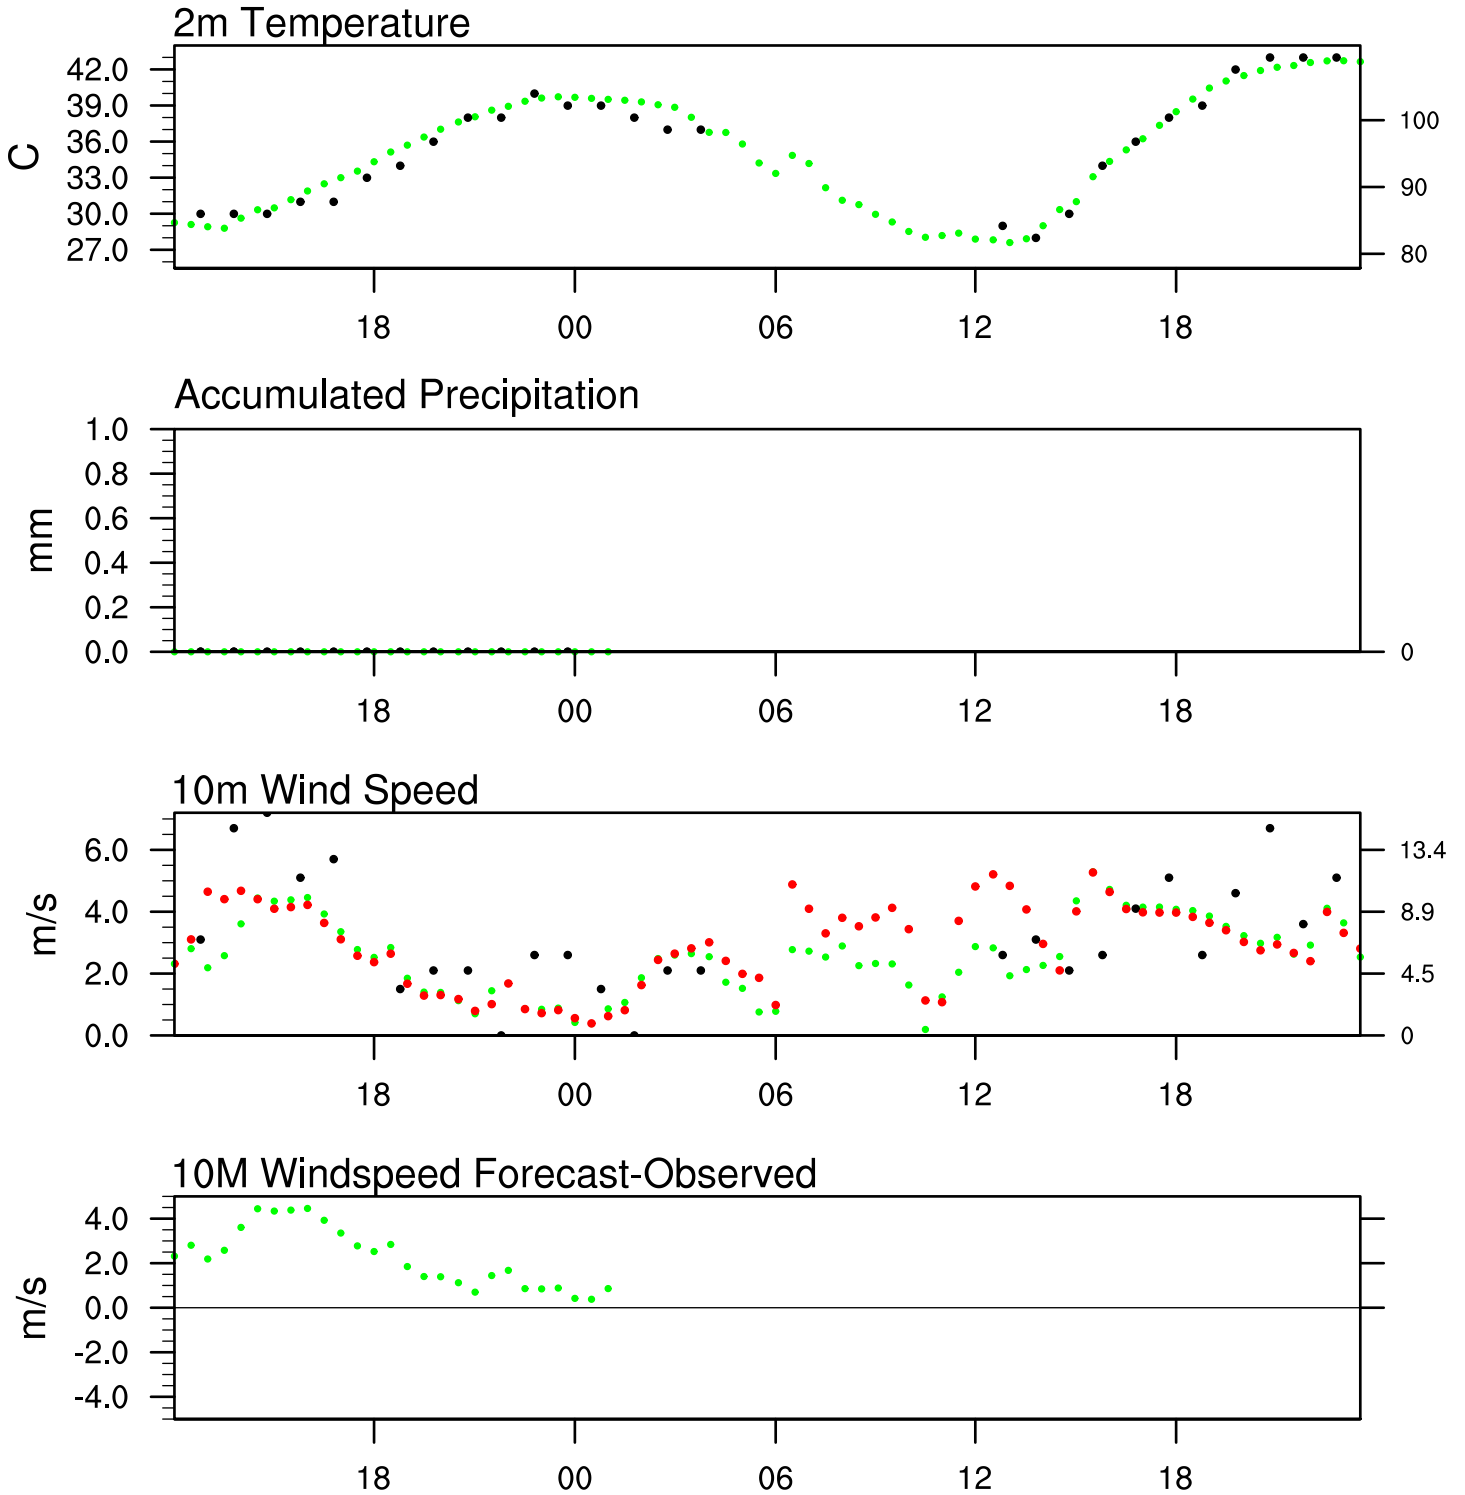 2m Temperature
42.0
39.0
36.0
33.0
30.0
27.0
C
100
90
80
18 00 06 12 18
Accumulated Precipitation
1.0
0.8
0.6
0.4
0.2
0.0
mm
0
18 00 06 12 18
10m Wind Speed
6.0
4.0
2.0
0.0
m/s
13.4
8.9
4.5
0
18 00 06 12 18
10M Windspeed Forecast-Observed
4.0
2.0
0.0
-2.0
-4.0
m/s
18 00 06 12 18